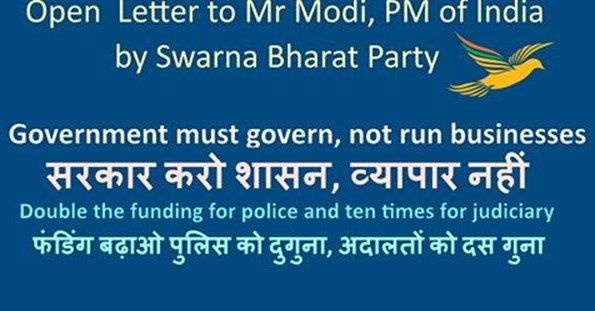 Open Letter to Mr Modi, PM of India
by Swarna Bharat Party
Government must govern, not run businesses
सरकार करो शासन, व्यापार नहीं
Double the funding for police and ten times for judiciary
फंडिंग बढ़ाओ पुलिस को दुगुना, अदालतों को दस गुना